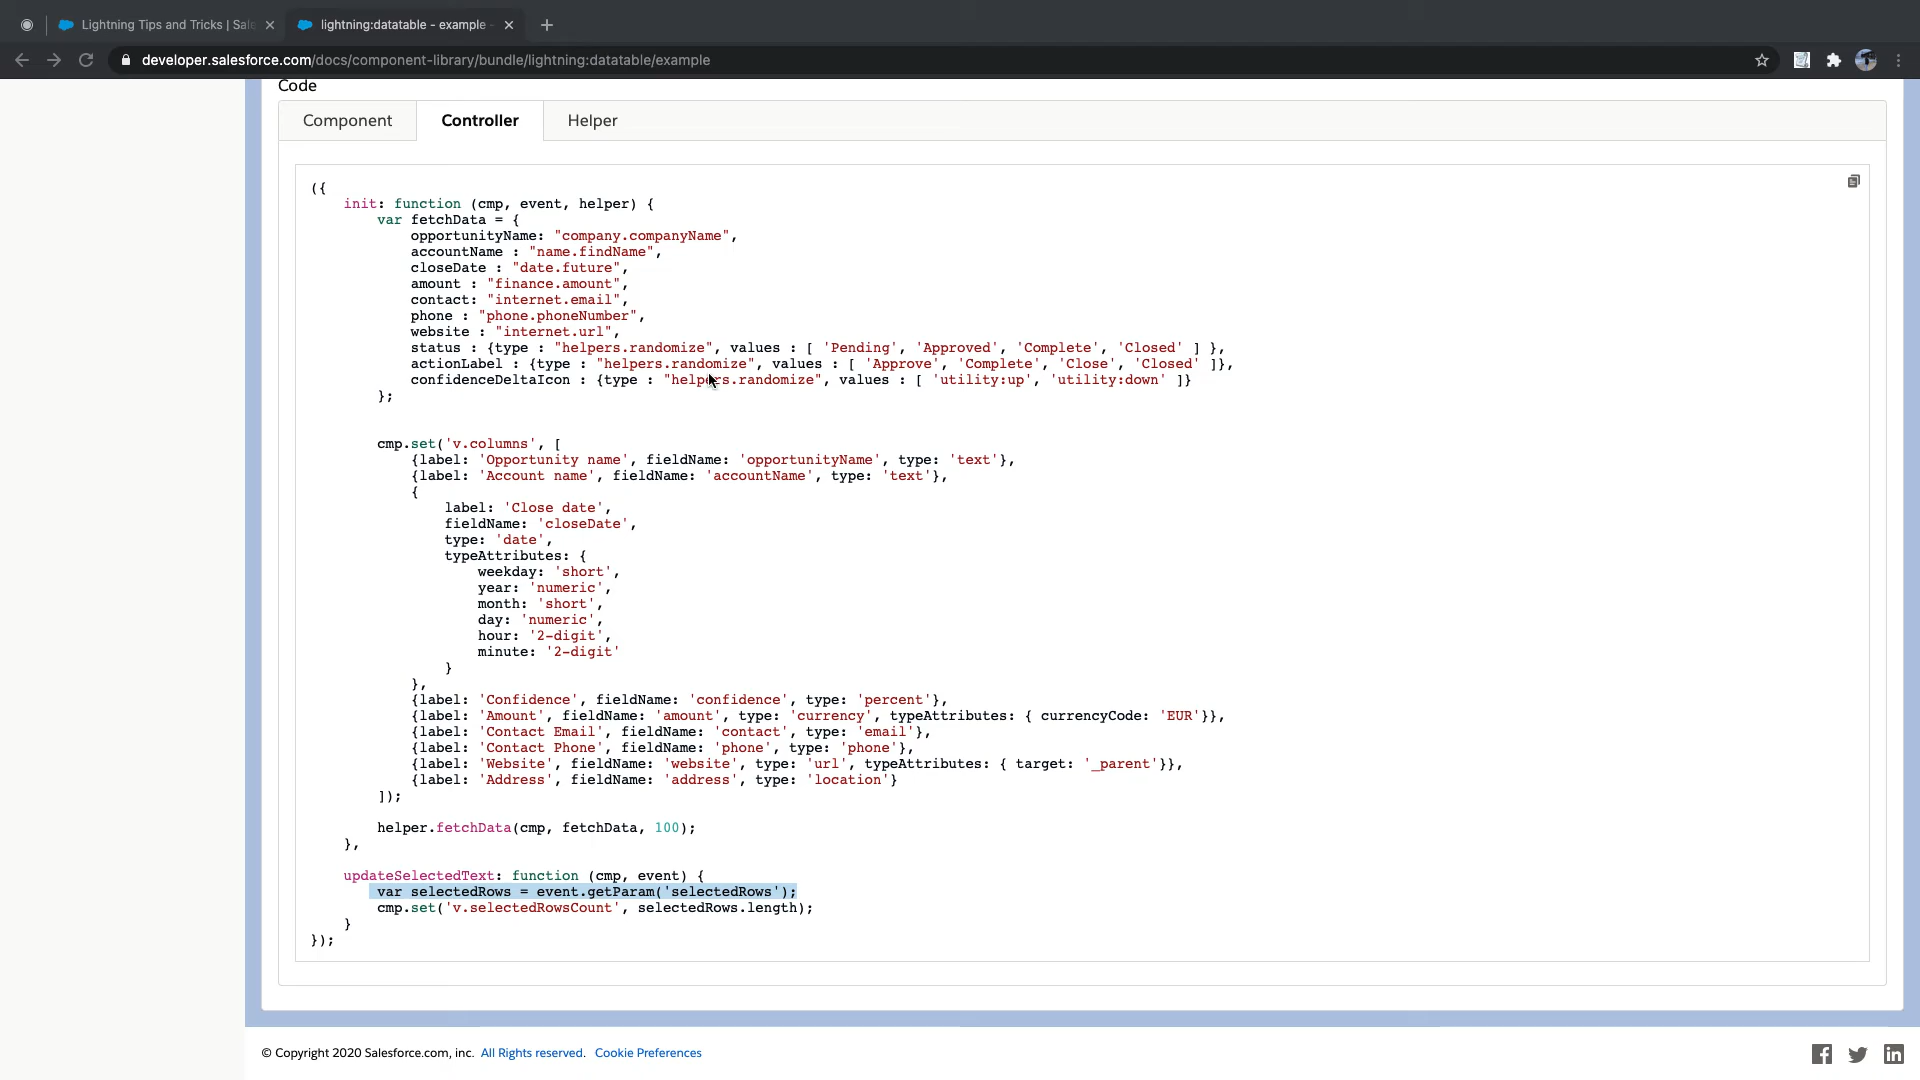 Lightning Tips and Tricks | Sal
lightning:datatable - example -
developer.salesforce.com/docs/component-library/bundle/lightning:datatable/example
Code
Component Controller Helper
({
    init: function (cmp, event, helper) {
        var fetchData = {
            opportunityName: "company.companyName",
            accountName : "name.findName",
            closeDate : "date.future",
            amount : "finance.amount",
            contact: "internet.email",
            phone : "phone.phoneNumber",
            website : "internet.url",
            status : {type : "helpers.randomize", values : [ 'Pending', 'Approved', 'Complete', 'Closed' ] },
            actionLabel : {type : "helpers.randomize", values : [ 'Approve', 'Complete', 'Close', 'Closed' ]},
            confidenceDeltaIcon : {type : "helpers.randomize", values : [ 'utility:up', 'utility:down' ]}
        };
        cmp.set('v.columns', [
            {label: 'Opportunity name', fieldName: 'opportunityName', type: 'text'},
            {label: 'Account name', fieldName: 'accountName', type: 'text'},
            {
                label: 'Close date',
                fieldName: 'closeDate',
                type: 'date',
                typeAttributes: {
                    weekday: 'short',
                    year: 'numeric',
                    month: 'short',
                    day: 'numeric',
                    hour: '2-digit',
                    minute: '2-digit'
                }
            },
            {label: 'Confidence', fieldName: 'confidence', type: 'percent'},
            {label: 'Amount', fieldName: 'amount', type: 'currency', typeAttributes: { currencyCode: 'EUR'}},
            {label: 'Contact Email', fieldName: 'contact', type: 'email'},
            {label: 'Contact Phone', fieldName: 'phone', type: 'phone'},
            {label: 'Website', fieldName: 'website', type: 'url', typeAttributes: { target: '_parent'}},
            {label: 'Address', fieldName: 'address', type: 'location'}
        ]);
        helper.fetchData(cmp, fetchData, 100);
    },
    updateSelectedText: function (cmp, event) {
        var selectedRows = event.getParam('selectedRows');
        cmp.set('v.selectedRowsCount', selectedRows.length);
    }
});
© Copyright 2020 Salesforce.com, inc. All Rights reserved. Cookie Preferences